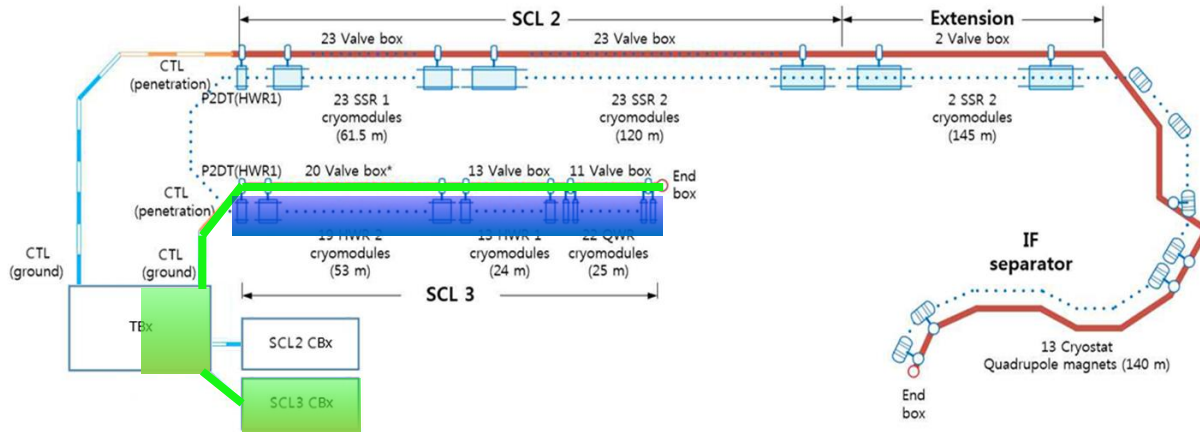 SCL 2
Extension
23 Valve box
23 Valve box
2 Valve box
CTL
(penetration)
P2DT(HWR1)
23 SSR 1
cryomodules
(61.5 m)
23 SSR 2
cryomodules
(120 m)
2 SSR 2
cryomodules
(145 m)
P2DT(HWR1)
20 Valve box*
13 Valve box
11 Valve box
End
box
CTL
(penetration)
19 HWR 2
cryomodules
(53 m)
13 HWR 1
cryomodules
(24 m)
22 QWR
cryomodules
(25 m)
CTL
(ground)
CTL
(ground)
IF
separator
SCL 3
TBx
SCL2 CBx
13 Cryostat
Quadrupole magnets (140 m)
SCL3 CBx
End
box